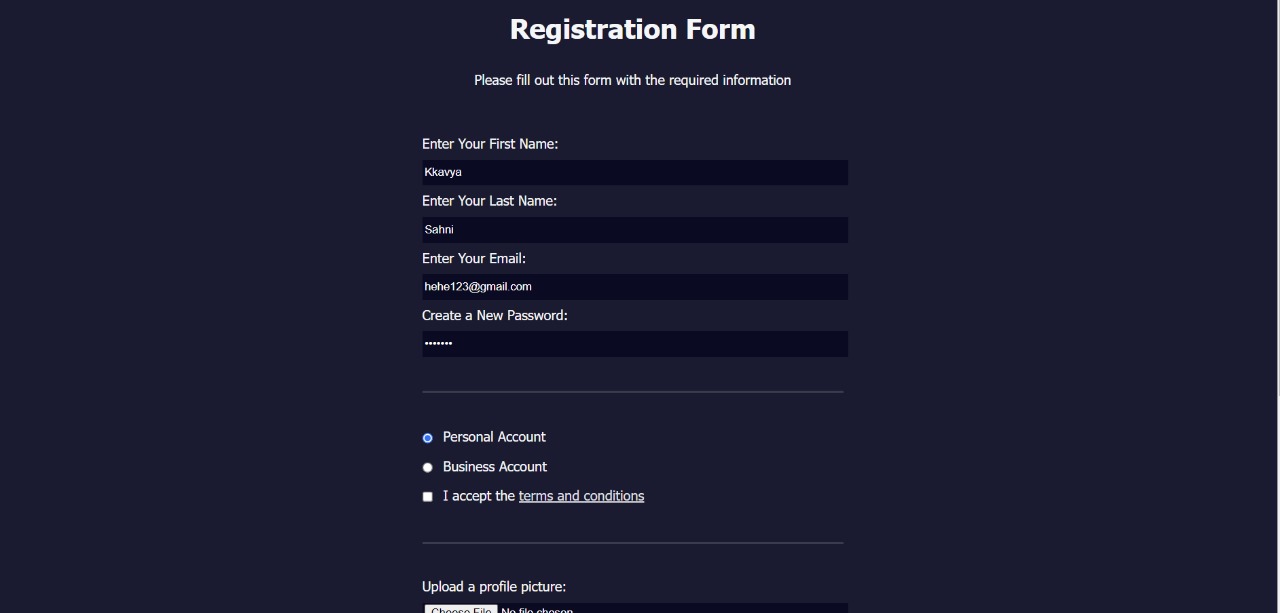 Registration Form
Please fill out this form with the required information
Enter Your First Name:
Kkavya
Enter Your Last Name:
Sahni
Enter Your Email:
hehe123@gmail.com
Create a New Password:
•••••••
Personal Account
Business Account
I accept the terms and conditions
Upload a profile picture:
Choose File No file chosen